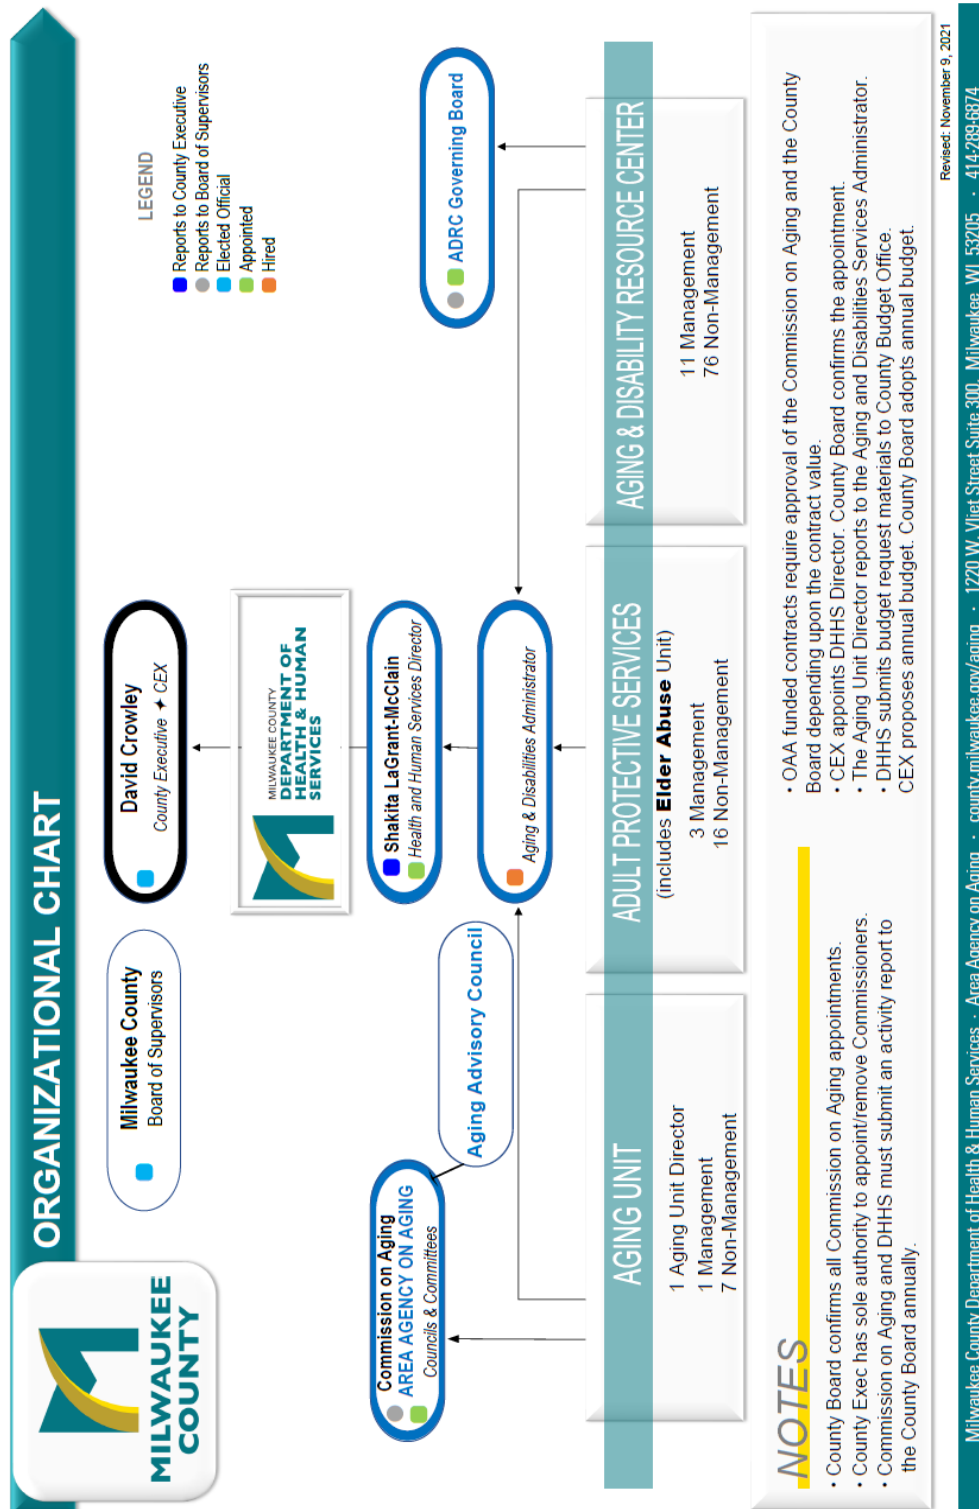 MILWAUKEE
COUNTY
ORGANIZATIONAL CHART
LEGEND
Reports to County Executive
Reports to Board of Supervisors
Elected Official
Appointed
Hired
Milwaukee County
Board of Supervisors
David Crowley
County Executive ✦ CEX
MILWAUKEE COUNTY
DEPARTMENT OF
HEALTH & HUMAN
SERVICES
Commission on Aging
AREA AGENCY ON AGING
Councils & Committees
Aging Advisory Council
Shakita LaGrant-McClain
Health and Human Services Director
Aging & Disabilities Administrator
ADRC Governing Board
AGING UNIT
1 Aging Unit Director
1 Management
7 Non-Management
ADULT PROTECTIVE SERVICES
(includes Elder Abuse Unit)
3 Management
16 Non-Management
AGING & DISABILITY RESOURCE CENTER
11 Management
76 Non-Management
NOTES
• County Board confirms all Commission on Aging appointments.
• County Exec has sole authority to appoint/remove Commissioners.
• Commission on Aging and DHHS must submit an activity report to
the County Board annually.
• OAA funded contracts require approval of the Commission on Aging and the County
Board depending upon the contract value.
• CEX appoints DHHS Director. County Board confirms the appointment.
• The Aging Unit Director reports to the Aging and Disabilities Services Administrator.
• DHHS submits budget request materials to County Budget Office.
CEX proposes annual budget. County Board adopts annual budget.
Revised: November 9, 2021
Milwaukee County Department of Health & Human Services • Area Agency on Aging • county.milwaukee.gov/aging • 1220 W. Vliet Street Suite 300, Milwaukee, WI 53205 • 414-289-6874